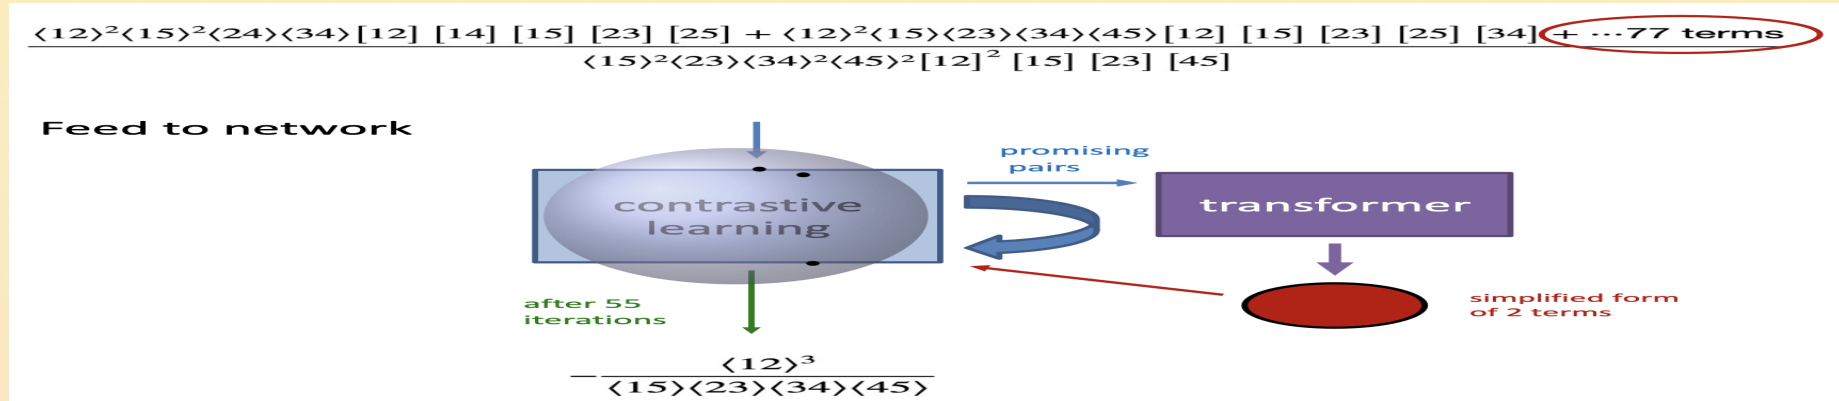 ⟨12⟩²⟨15⟩²⟨24⟩⟨34⟩[12] [14] [15] [23] [25] + ⟨12⟩²⟨15⟩⟨23⟩⟨34⟩⟨45⟩[12] [15] [23] [25] [34] + ···77 terms
⟨15⟩²⟨23⟩⟨34⟩²⟨45⟩²[12]² [15] [23] [45]
Feed to network
promising
pairs
contrastive
learning
transformer
after 55
iterations
simplified form
of 2 terms
− ⟨12⟩³
⟨15⟩⟨23⟩⟨34⟩⟨45⟩